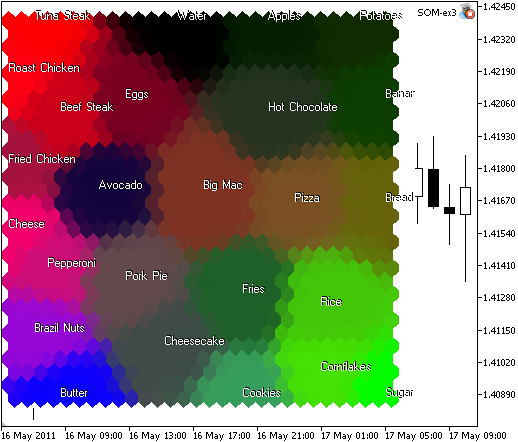 Tuna Steak Water Apples Potatoes SOM-ex3 1.42450
1.42320
Roast Chicken 1.42190
Eggs Banan
Beef Steak Hot Chocolate 1.42060
1.41930
Fried Chicken 1.41800
Avocado Big Mac
Pizza Bread 1.41670
Cheese 1.41540
Pepperoni 1.41410
Pork Pie
Fries 1.41280
Rice
Brazil Nuts 1.41150
Cheesecake
1.41020
Cornflakes
Butter Cookies Sugar 1.40890
16 May 2011 16 May 09:00 16 May 13:00 16 May 17:00 16 May 21:00 17 May 01:00 17 May 05:00 17 May 09:00